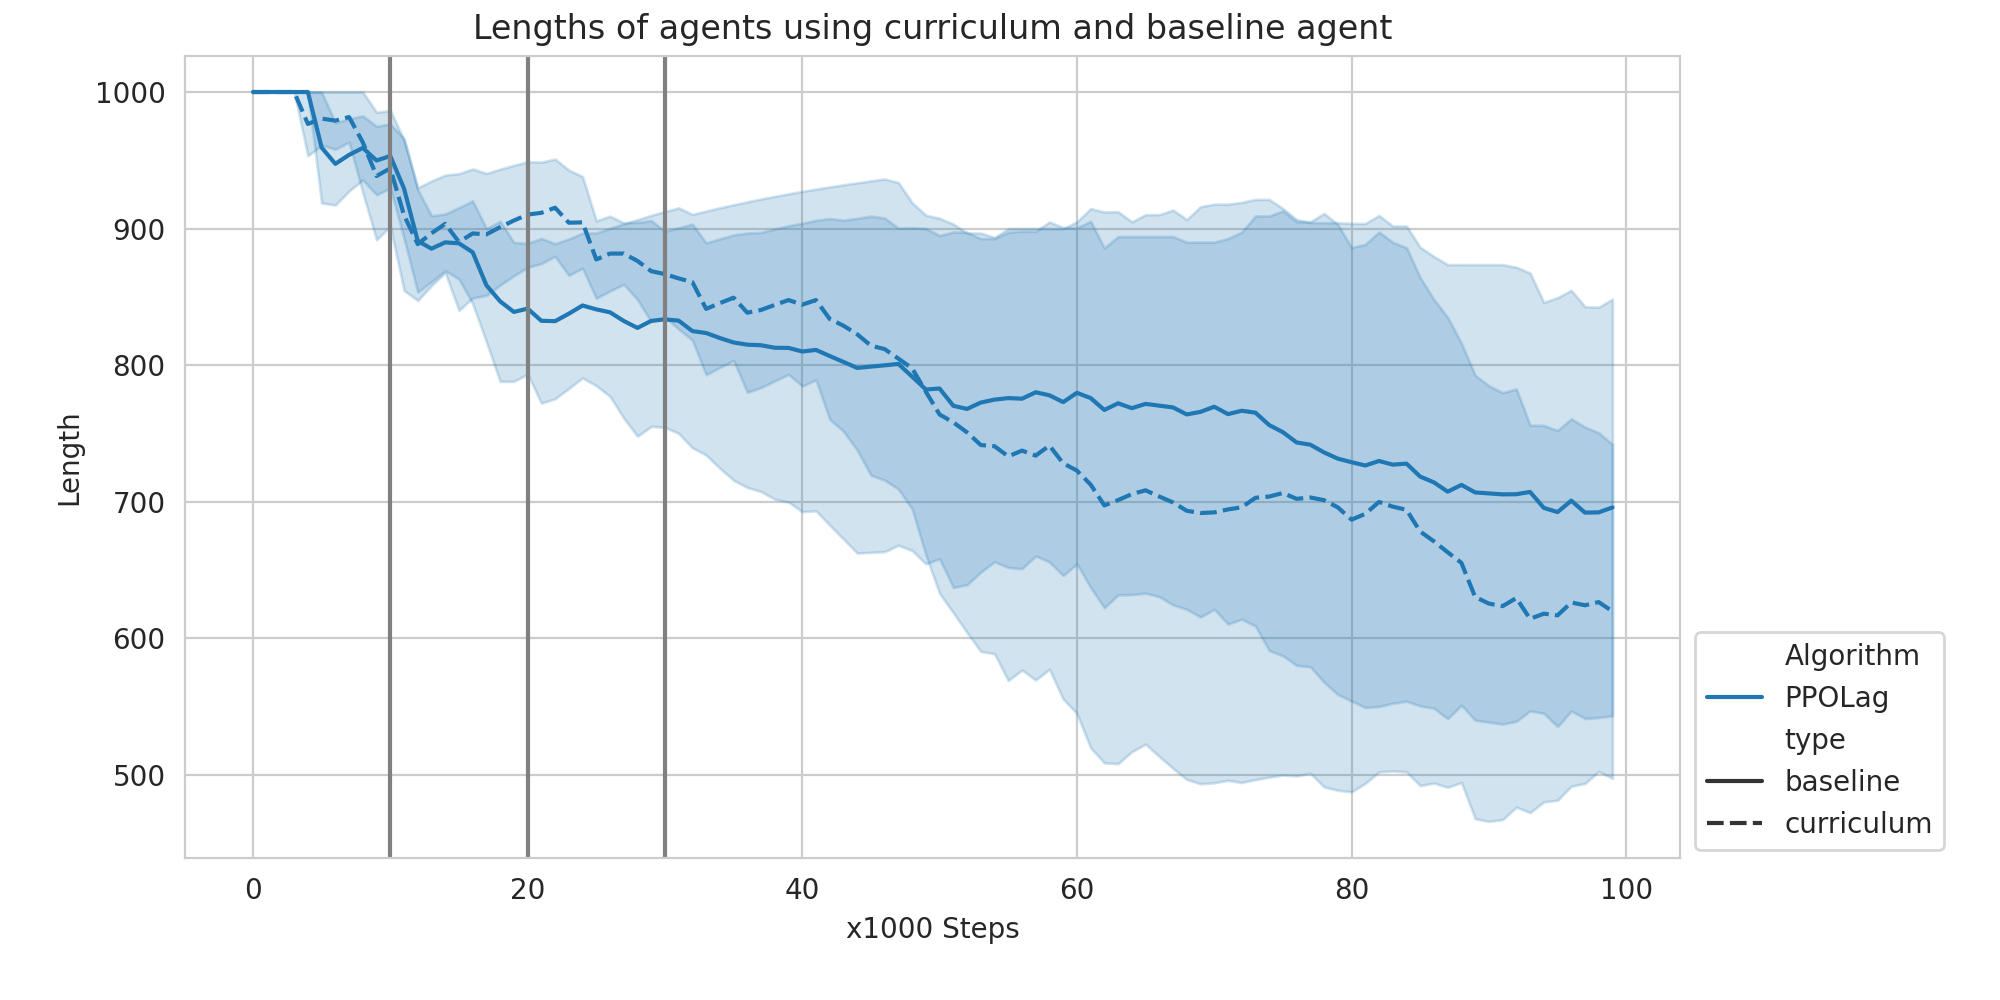 Lengths of agents using curriculum and baseline agent
1000
900
800
700
600
500
Length
0 20 40 60 80 100
x1000 Steps
Algorithm
PPOLag
type
baseline
curriculum